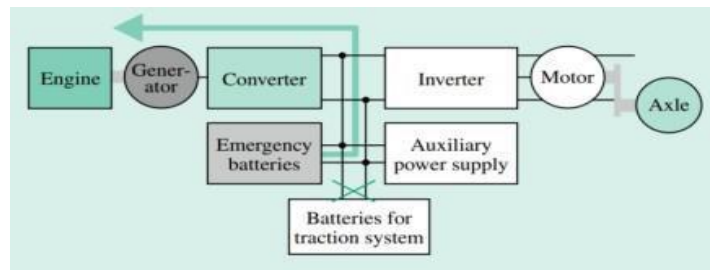 Engine
Gener-
ator
Converter
Inverter
Motor
Axle
Emergency
batteries
Auxiliary
power supply
Batteries for
traction system